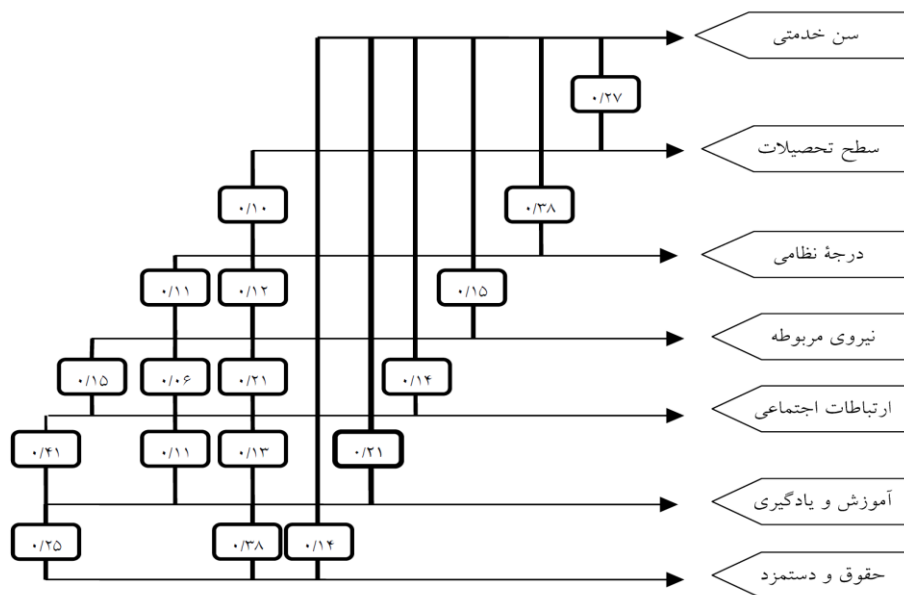 سن خدمتی
۰/۲۷
سطح تحصیلات
۰/۱۰
۰/۳۸
درجهٔ نظامی
۰/۱۱
۰/۱۲
۰/۱۵
نیروی مربوطه
۰/۱۵
۰/۰۶
۰/۲۱
۰/۱۴
ارتباطات اجتماعی
۰/۴۱
۰/۱۱
۰/۱۳
۰/۲۱
آموزش و یادگیری
۰/۲۵
۰/۳۸
۰/۱۴
حقوق و دستمزد